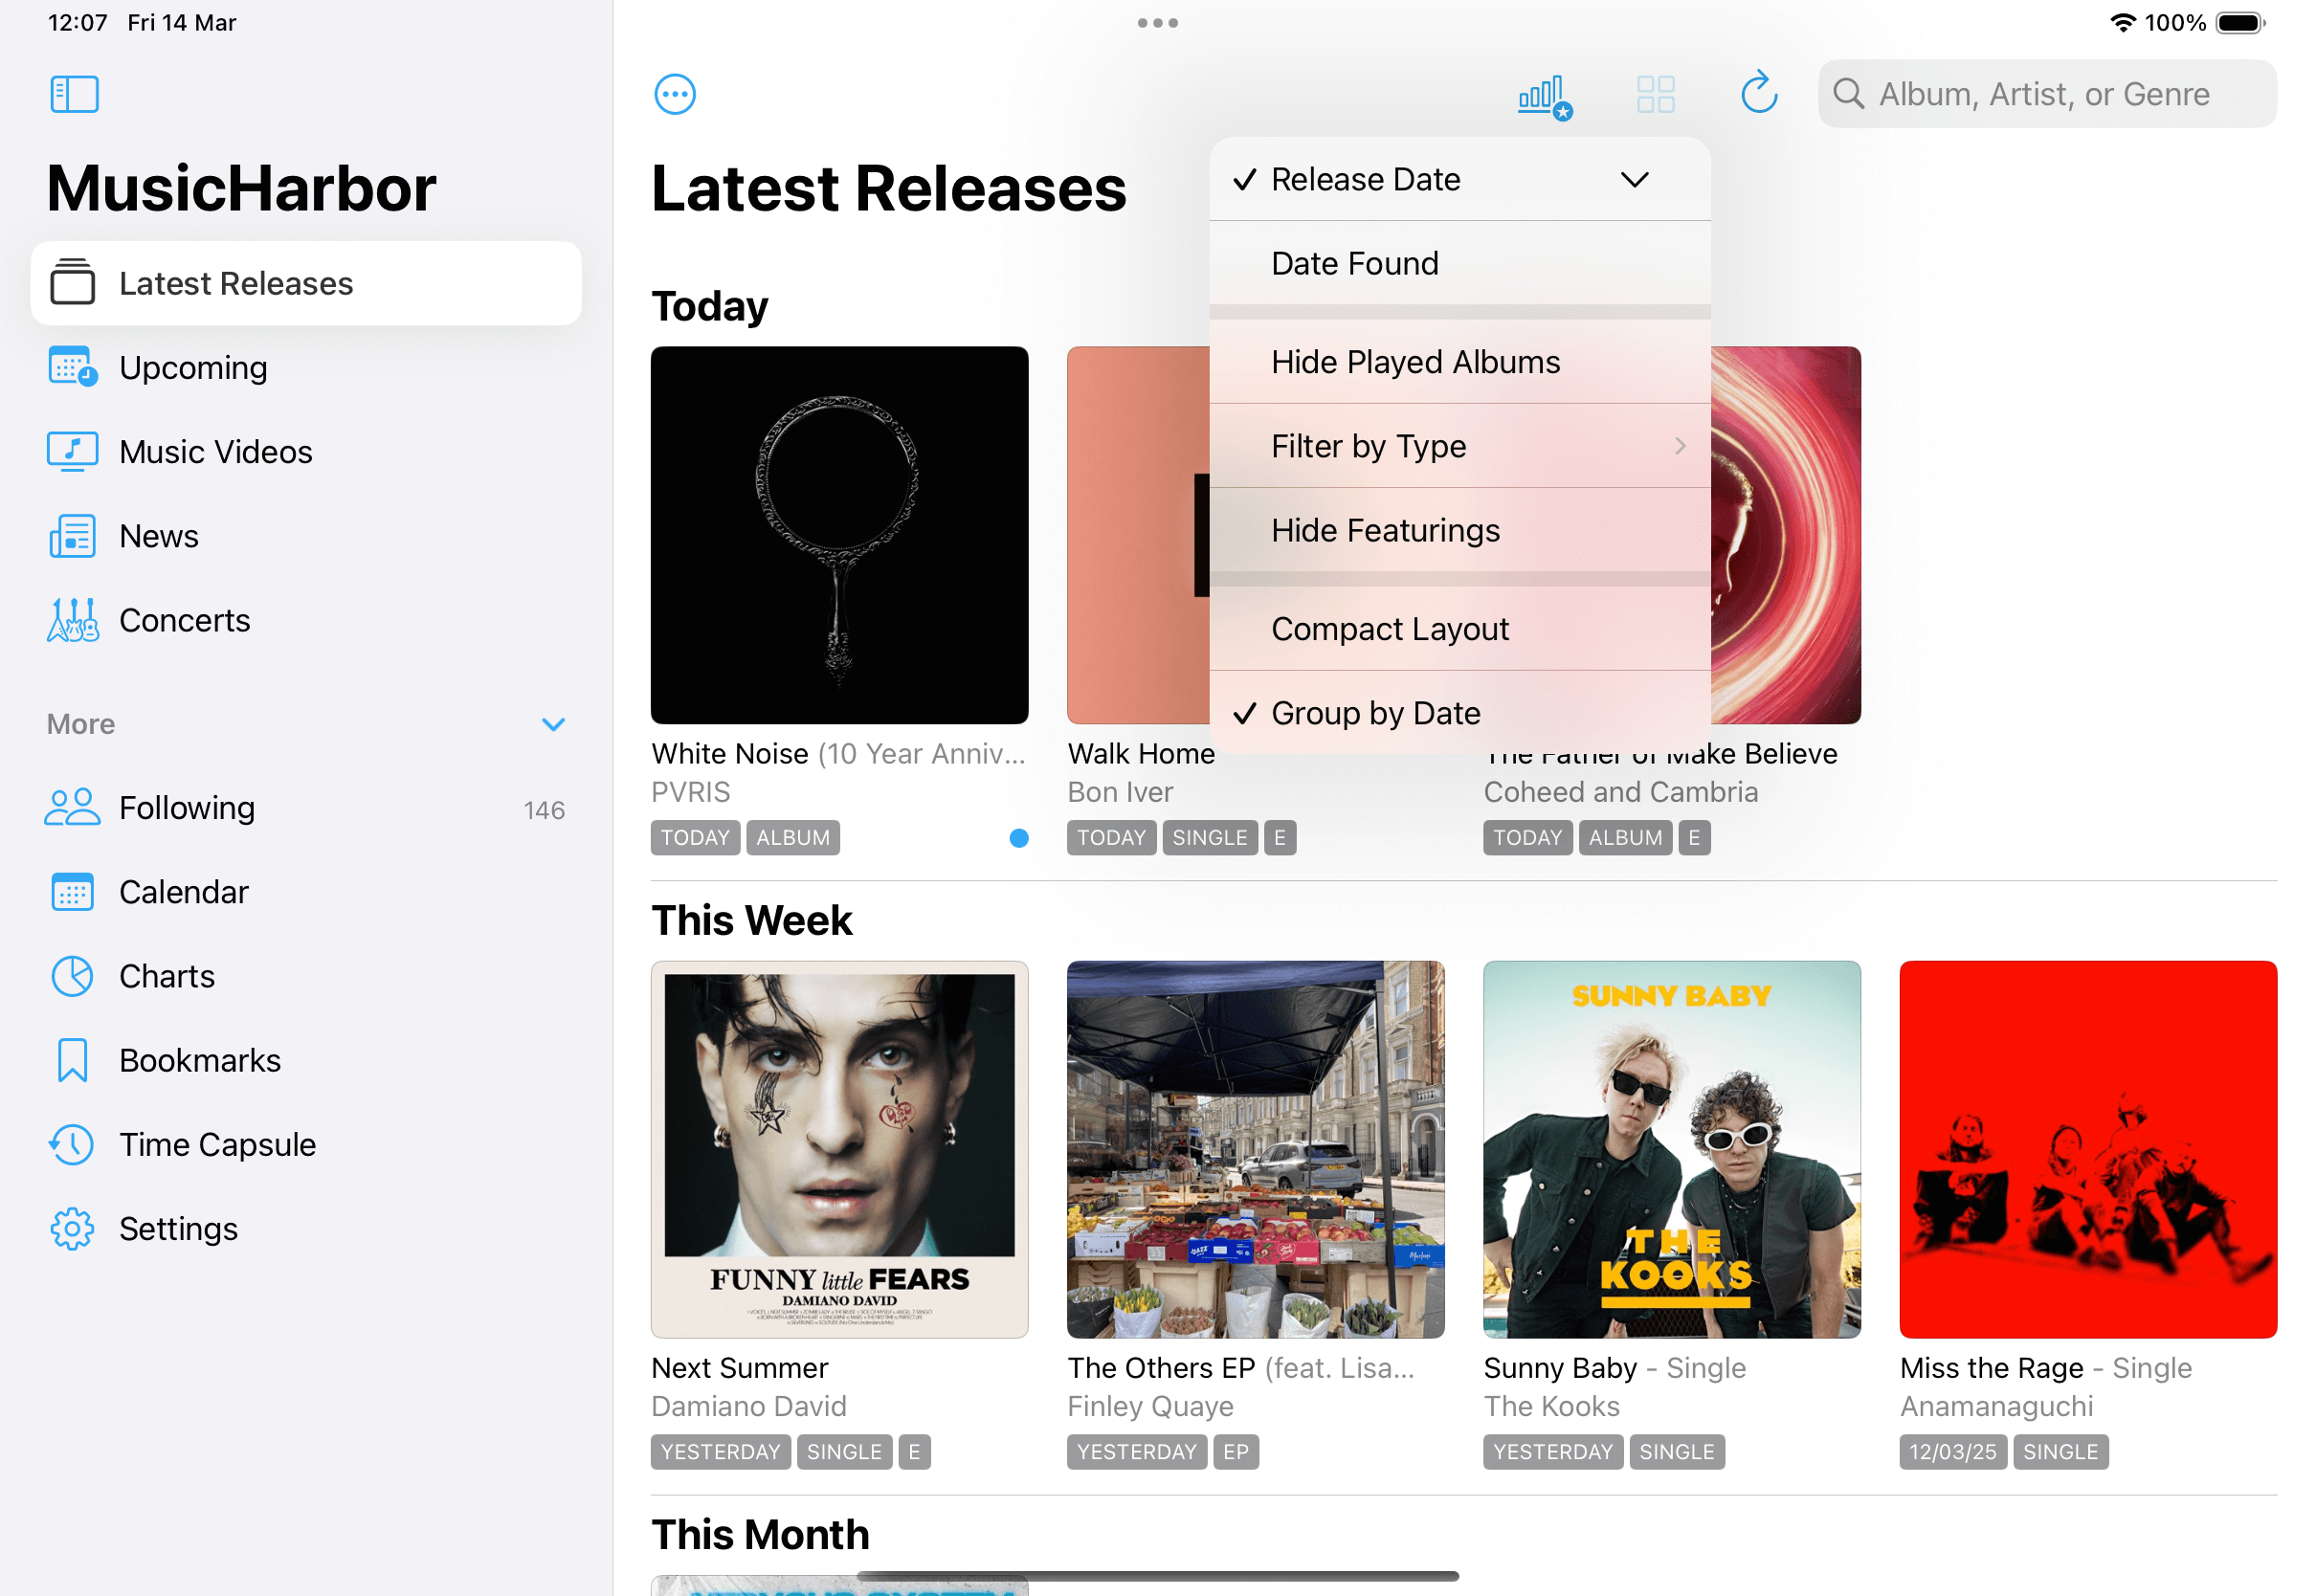 12:07 Fri 14 Mar
100%
MusicHarbor
Latest Releases
Upcoming
Music Videos
News
Concerts
More
Following 146
Calendar
Charts
Bookmarks
Time Capsule
Settings
Album, Artist, or Genre
Latest Releases
Release Date
Date Found
Hide Played Albums
Filter by Type
Hide Featurings
Compact Layout
Group by Date
Today
White Noise (10 Year Anniv...
PVRIS
TODAY ALBUM
Walk Home
Bon Iver
TODAY SINGLE E
The Father of Make Believe
Coheed and Cambria
TODAY ALBUM E
This Week
FUNNY little FEARS
DAMIANO DAVID
Next Summer
Damiano David
YESTERDAY SINGLE E
The Others EP (feat. Lisa...
Finley Quaye
YESTERDAY EP
SUNNY BABY
THE
KOOKS
Sunny Baby - Single
The Kooks
YESTERDAY SINGLE
Miss the Rage - Single
Anamanaguchi
12/03/25 SINGLE
This Month